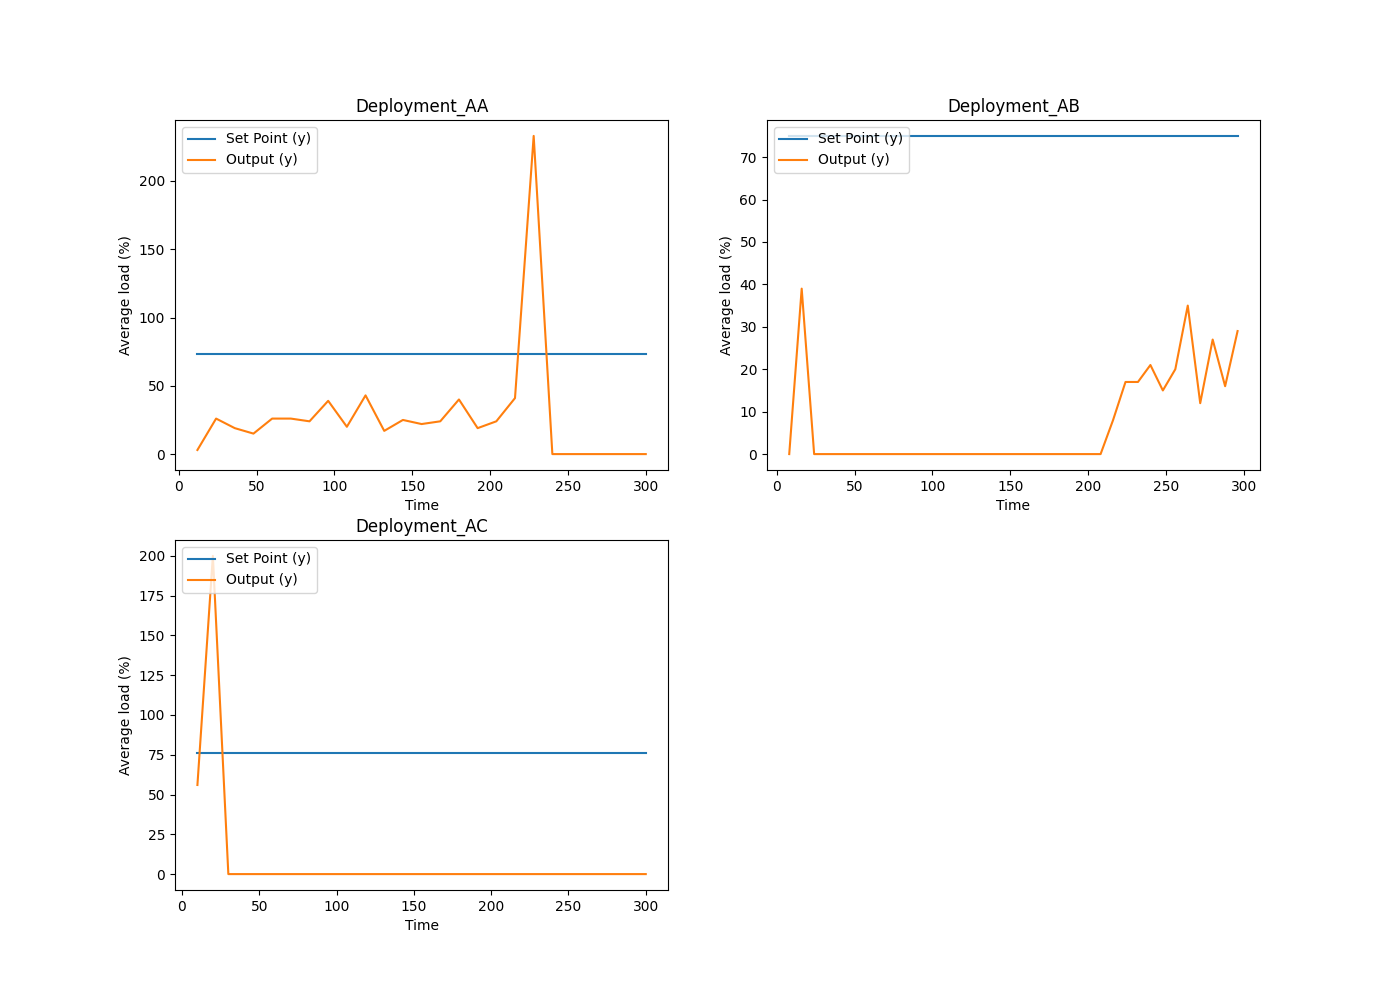 Deployment_AA
Set Point (y)
Output (y)
Average load (%)
200
150
100
50
0
0 50 100 150 200 250 300
Time
Deployment_AB
Set Point (y)
Output (y)
Average load (%)
70
60
50
40
30
20
10
0
0 50 100 150 200 250 300
Time
Deployment_AC
Set Point (y)
Output (y)
Average load (%)
200
175
150
125
100
75
50
25
0
0 50 100 150 200 250 300
Time